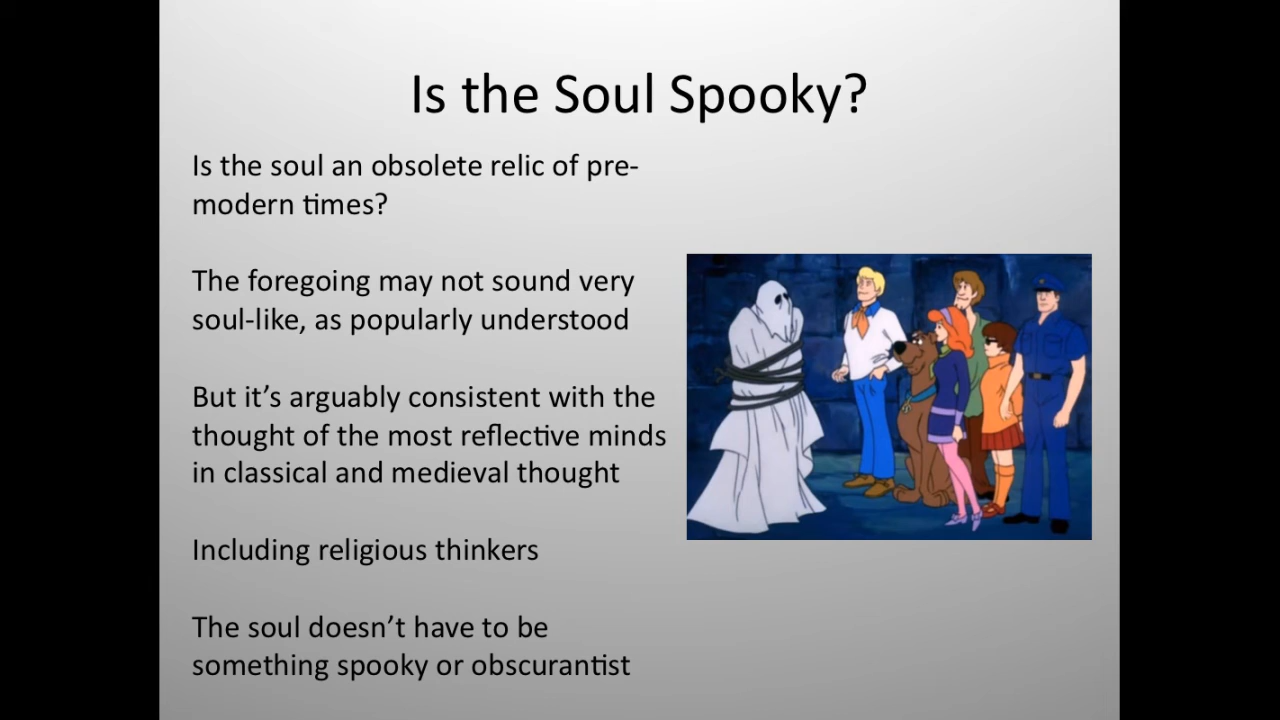 Is the Soul Spooky?
Is the soul an obsolete relic of pre-
modern times?
The foregoing may not sound very
soul-like, as popularly understood
But it’s arguably consistent with the
thought of the most reflective minds
in classical and medieval thought
Including religious thinkers
The soul doesn’t have to be
something spooky or obscurantist